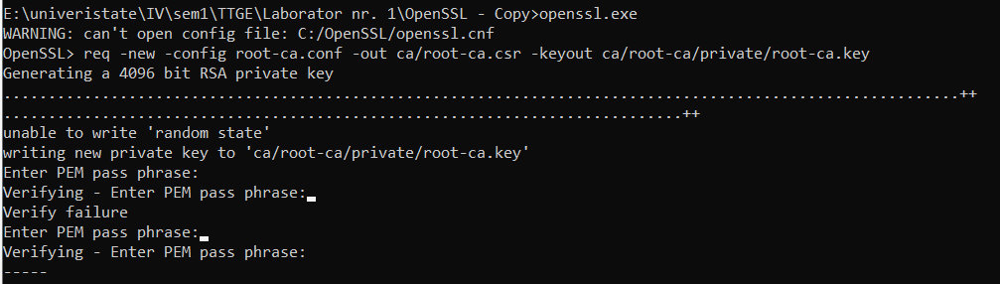 E:\univeristate\IV\sem1\TTGE\Laborator nr. 1\OpenSSL - Copy>openssl.exe
WARNING: can't open config file: C:/OpenSSL/openssl.cnf
OpenSSL> req -new -config root-ca.conf -out ca/root-ca.csr -keyout ca/root-ca/private/root-ca.key
Generating a 4096 bit RSA private key
............................................................................................................++
.............................................................................++
unable to write 'random state'
writing new private key to 'ca/root-ca/private/root-ca.key'
Enter PEM pass phrase:
Verifying - Enter PEM pass phrase:
Verify failure
Enter PEM pass phrase:
Verifying - Enter PEM pass phrase:
-----